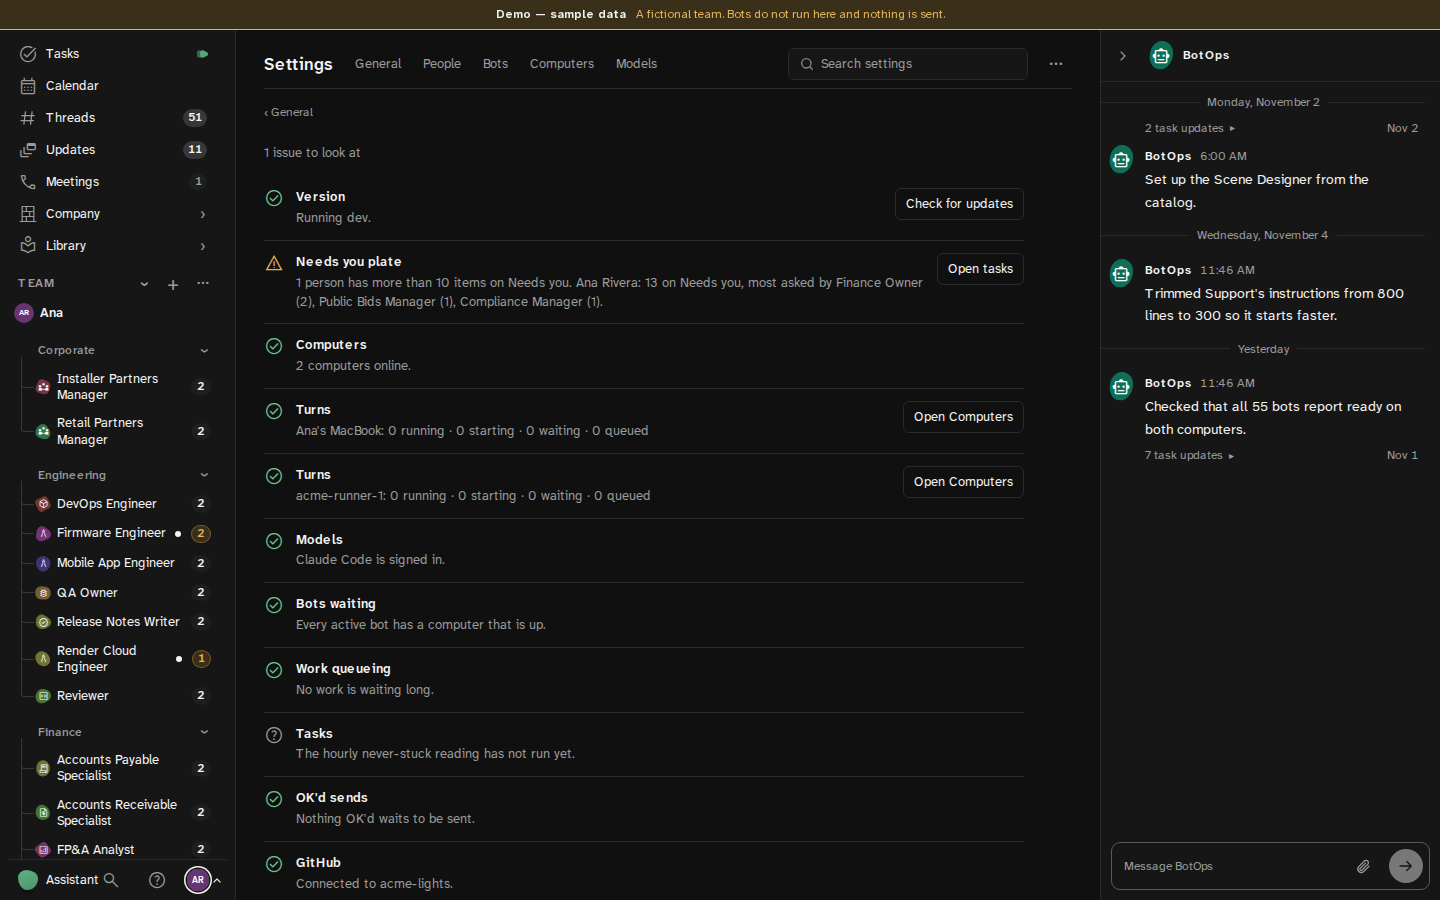 Demo — sample data A fictional team. Bots do not run here and nothing is sent.
Tasks
Calendar
Threads 51
Updates 11
Meetings 1
Company
Library
TEAM
AR Ana
Corporate
Installer Partners
Manager 2
Retail Partners
Manager 2
Engineering
DevOps Engineer 2
Firmware Engineer 2
Mobile App Engineer 2
QA Owner 2
Release Notes Writer 2
Render Cloud
Engineer 1
Reviewer 2
Finance
Accounts Payable
Specialist 2
Accounts Receivable
Specialist 2
FP&A Analyst 2
Assistant AR
Settings General People Bots Computers Models Search settings
‹ General
1 issue to look at
Version
Running dev.
Check for updates
Needs you plate
1 person has more than 10 items on Needs you. Ana Rivera: 13 on Needs you, most asked by Finance Owner
(2), Public Bids Manager (1), Compliance Manager (1).
Open tasks
Computers
2 computers online.
Turns
Ana's MacBook: 0 running · 0 starting · 0 waiting · 0 queued
Open Computers
Turns
acme-runner-1: 0 running · 0 starting · 0 waiting · 0 queued
Open Computers
Models
Claude Code is signed in.
Bots waiting
Every active bot has a computer that is up.
Work queueing
No work is waiting long.
Tasks
The hourly never-stuck reading has not run yet.
OK'd sends
Nothing OK'd waits to be sent.
GitHub
Connected to acme-lights.
BotOps
Monday, November 2
2 task updates ▸ Nov 2
BotOps 6:00 AM
Set up the Scene Designer from the
catalog.
Wednesday, November 4
BotOps 11:46 AM
Trimmed Support's instructions from 800
lines to 300 so it starts faster.
Yesterday
BotOps 11:46 AM
Checked that all 55 bots report ready on
both computers.
7 task updates ▸ Nov 1
Message BotOps